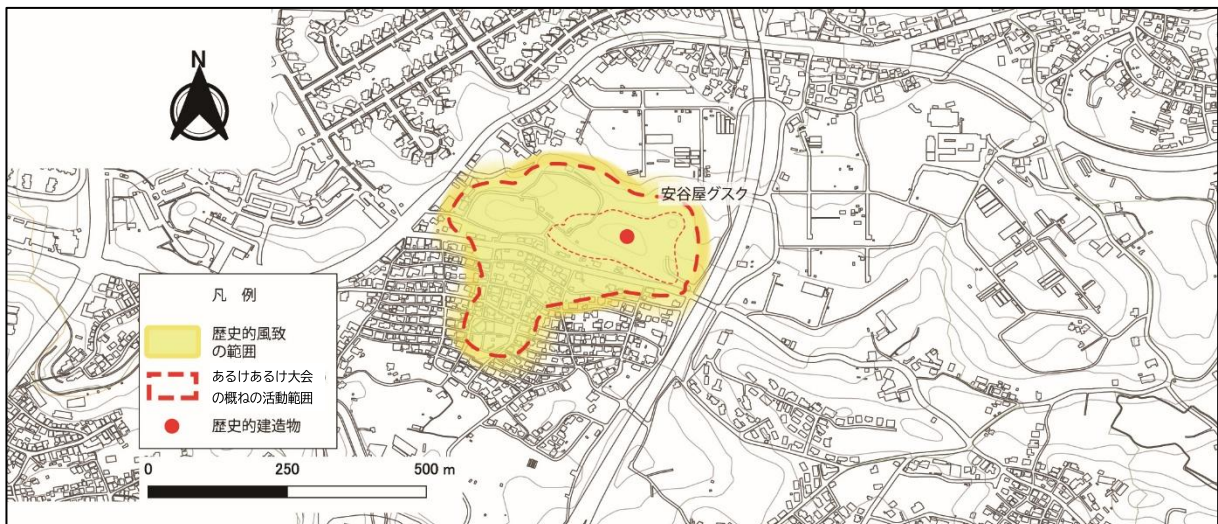 N
安谷屋グスク
凡 例
歴史的風致
の範囲
あるけあるけ大会
の概ねの活動範囲
歴史的建造物
0 250 500 m